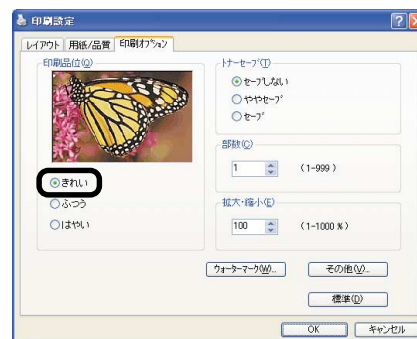 印刷設定
レイアウト 用紙/品質 印刷ｵﾌﾟｼｮﾝ
印刷品位(Q)
きれい
ふつう
はやい
トナーセーブ(T)
セーブしない
ややセーブ
セーブ
部数(C)
1 (1-999 )
拡大・縮小(E)
100 (1-1000 %)
ウォーターマーク(W)... その他(V)...
標準(D)
OK キャンセル